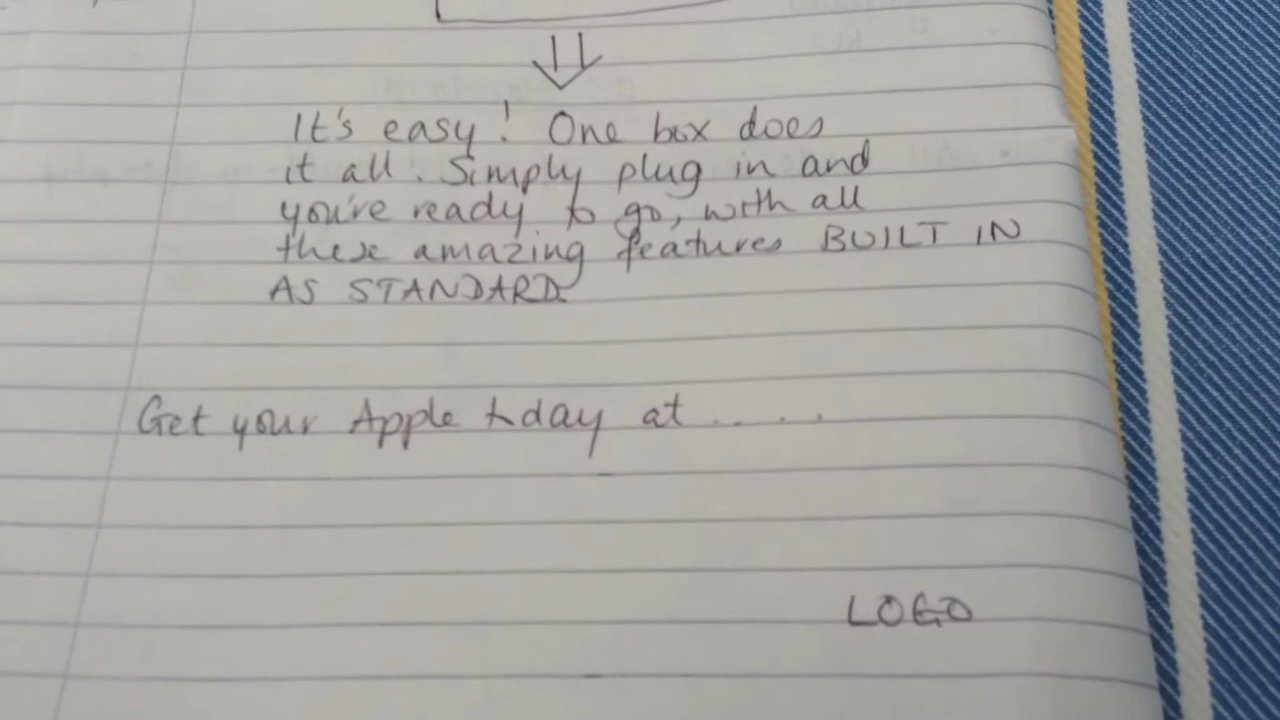 It's easy! One box does
it all. Simply plug in and
you're ready to go, with all
these amazing features BUILT IN
AS STANDARD
Get your Apple today at .....
LOGO